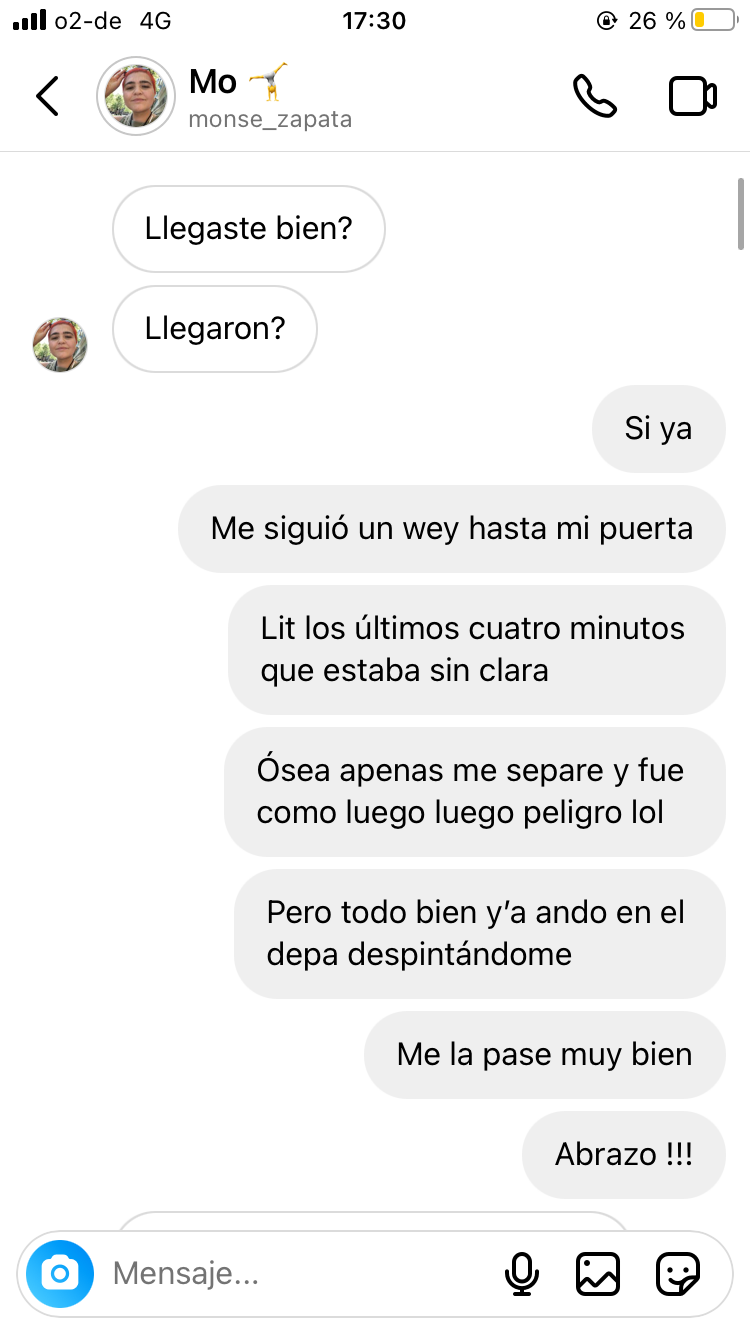 o2-de 4G 17:30 26 %
Mo
monse_zapata
Llegaste bien?
Llegaron?
Si ya
Me siguió un wey hasta mi puerta
Lit los últimos cuatro minutos
que estaba sin clara
Ósea apenas me separe y fue
como luego luego peligro lol
Pero todo bien y’a ando en el
depa despintándome
Me la pase muy bien
Abrazo !!!
Mensaje...